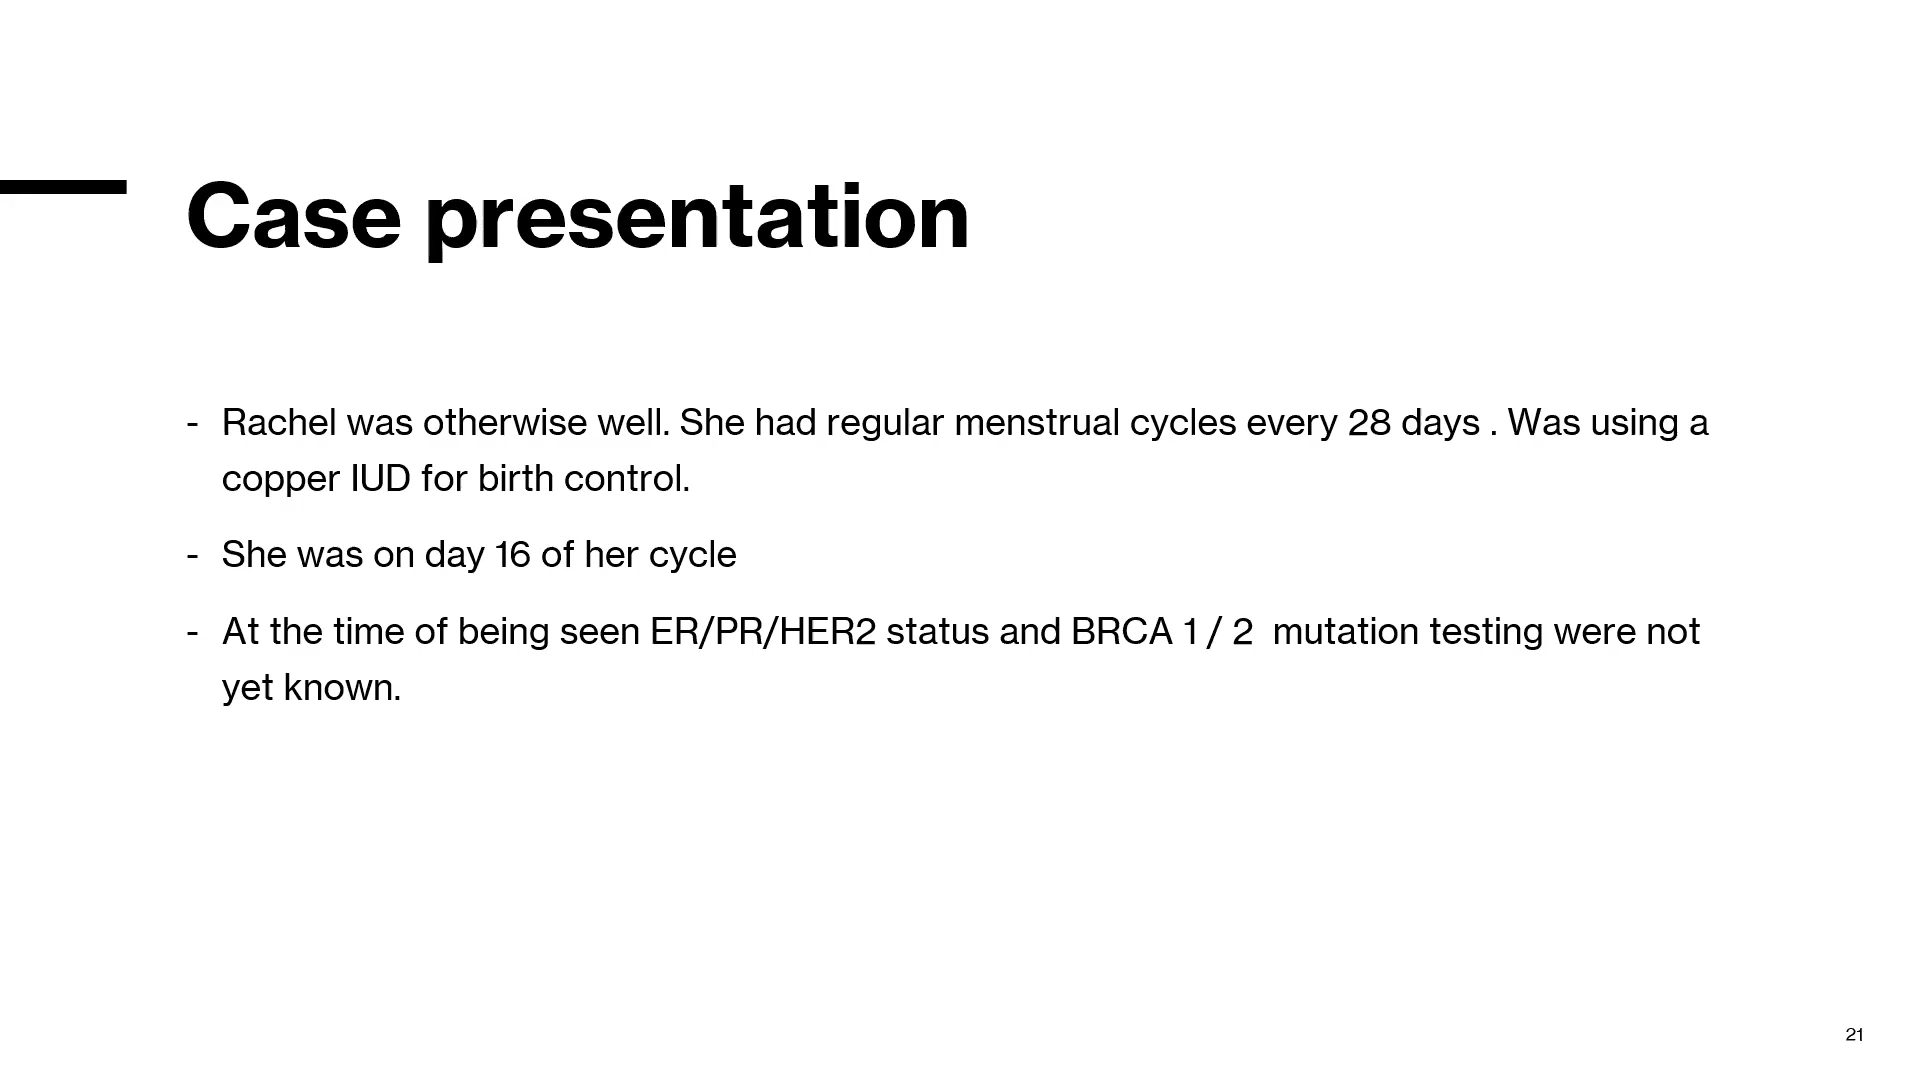 Case presentation
- Rachel was otherwise well. She had regular menstrual cycles every 28 days . Was using a
copper IUD for birth control.
- She was on day 16 of her cycle
- At the time of being seen ER/PR/HER2 status and BRCA 1 / 2  mutation testing were not
yet known.
21